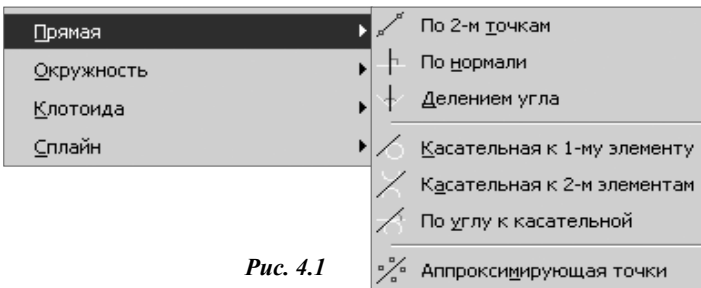 Прямая
Окружность
Клотоида
Сплайн
По 2-м точкам
По нормали
Делением угла
Касательная к 1-му элементу
Касательная к 2-м элементам
По углу к касательной
Аппроксимирующая точки
Рис. 4.1